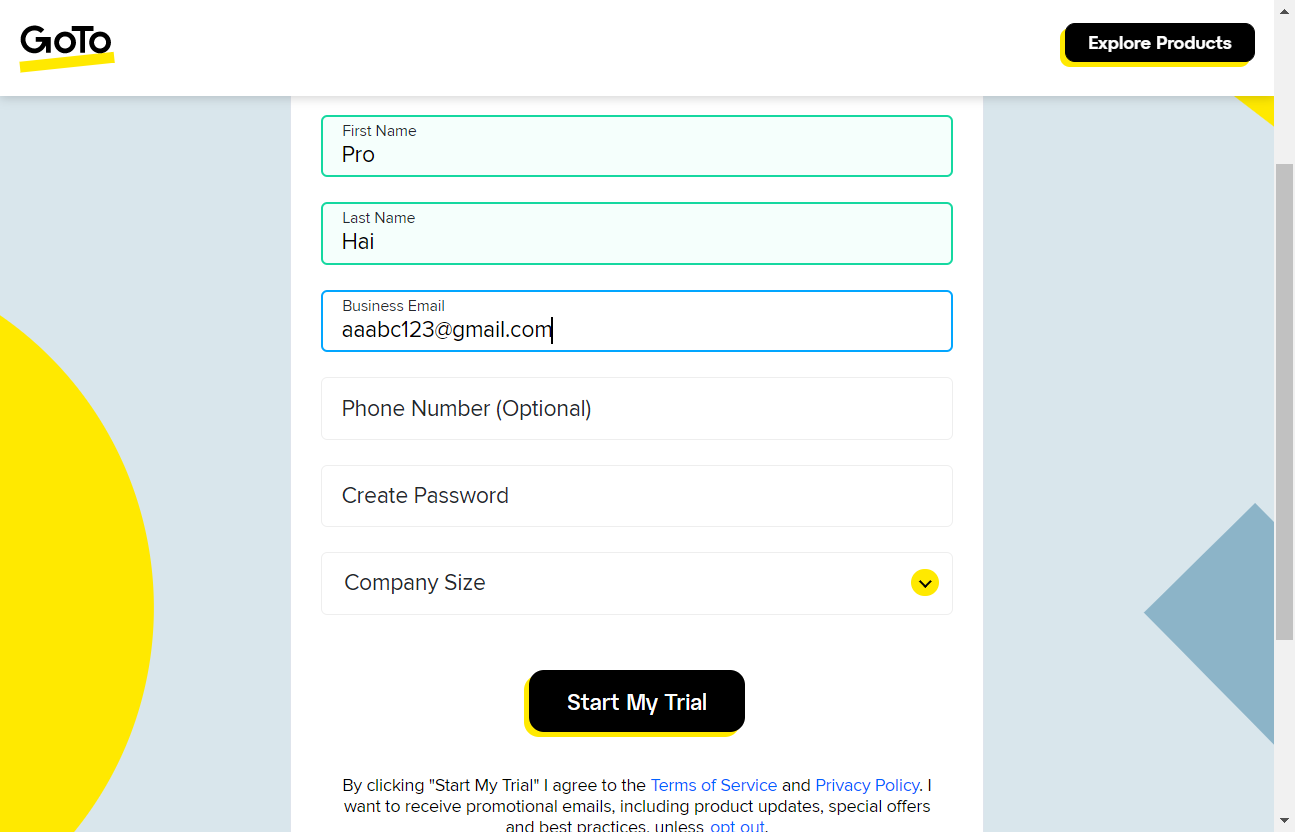 GoTo
Explore Products
First Name
Pro
Last Name
Hai
Business Email
aaabc123@gmail.com
Phone Number (Optional)
Create Password
Company Size
Start My Trial
By clicking "Start My Trial" I agree to the Terms of Service and Privacy Policy. I
want to receive promotional emails, including product updates, special offers
and best practices, unless opt out.